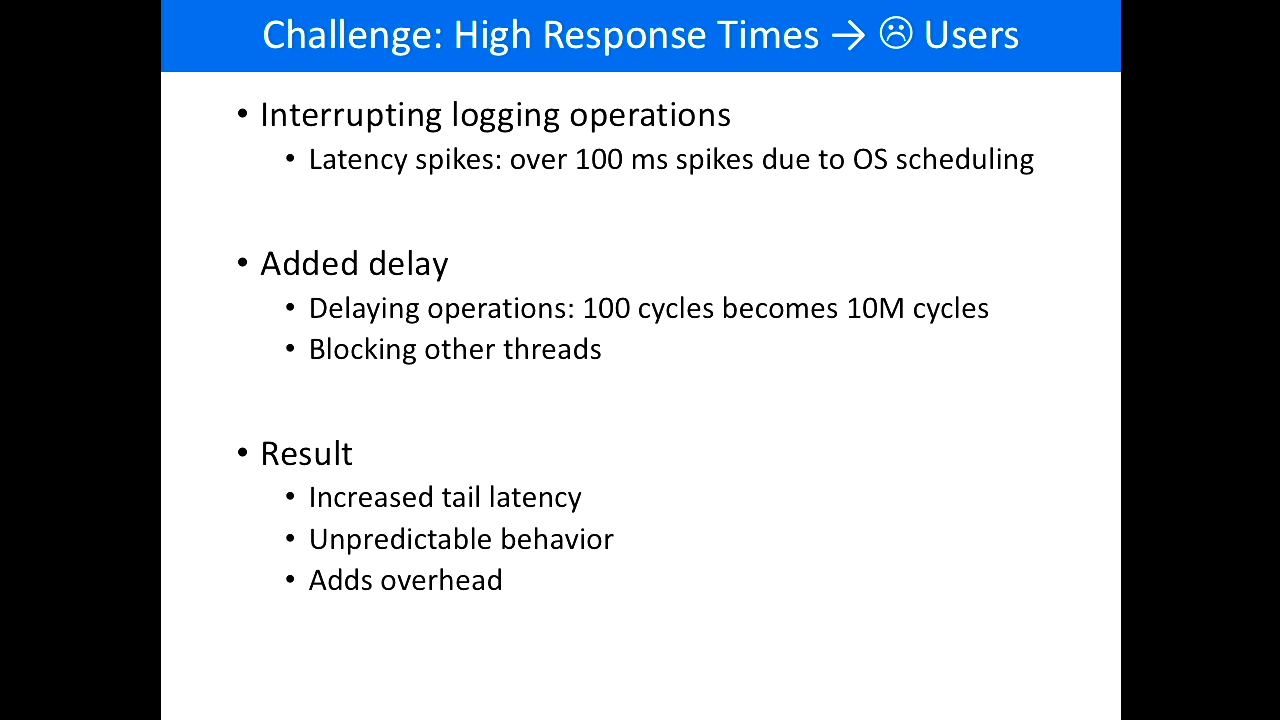 Challenge: High Response Times → ☹ Users
• Interrupting logging operations
• Latency spikes: over 100 ms spikes due to OS scheduling
• Added delay
• Delaying operations: 100 cycles becomes 10M cycles
• Blocking other threads
• Result
• Increased tail latency
• Unpredictable behavior
• Adds overhead